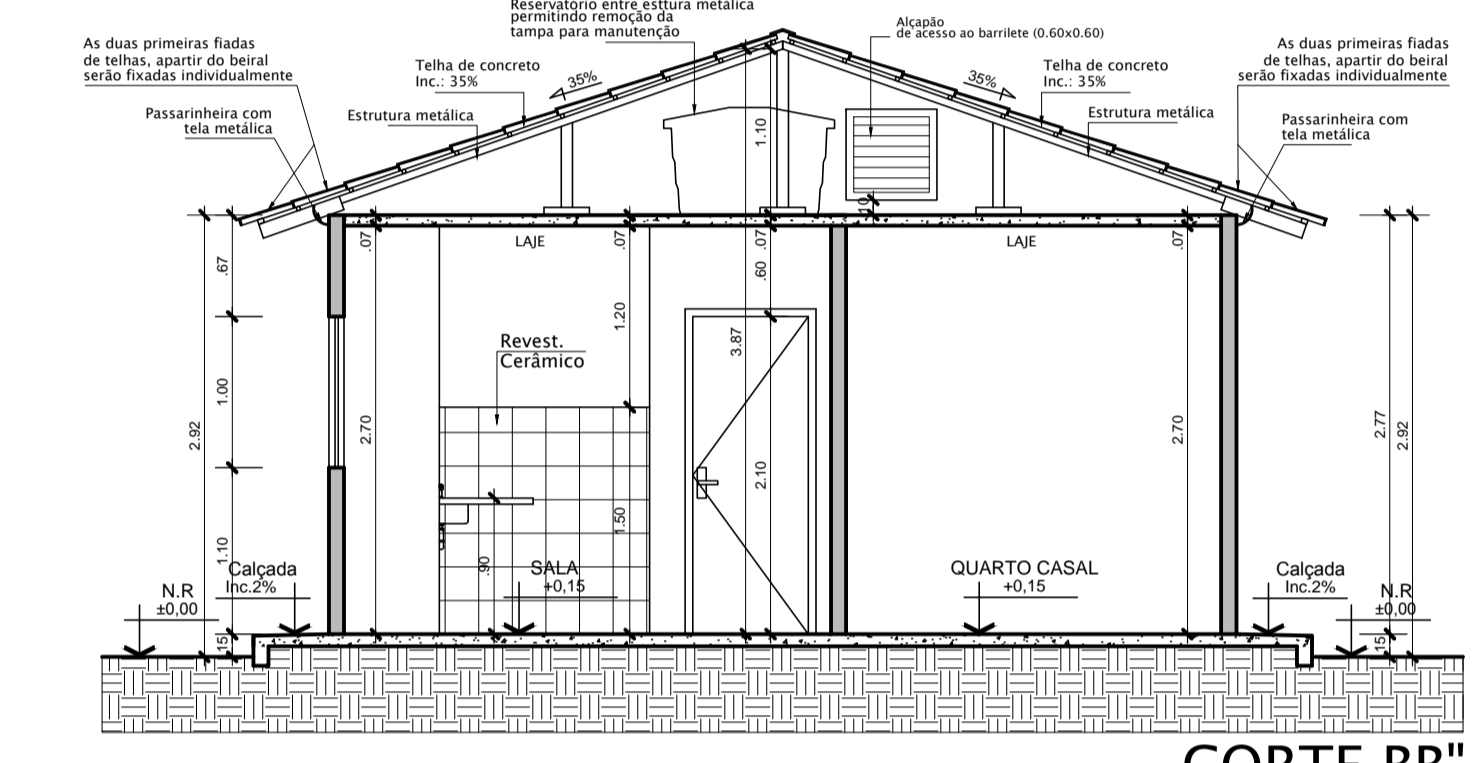 Reservatório entre esttura metálica
permitindo remoção da
tampa para manutenção
Alçapão
de acesso ao barrilete (0.60x0.60)
As duas primeiras fiadas
de telhas, apartir do beiral
serão fixadas individualmente
As duas primeiras fiadas
de telhas, apartir do beiral
serão fixadas individualmente
Telha de concreto
Inc.: 35%
35%
35%
Telha de concreto
Inc.: 35%
Passarinheira com
tela metálica
Estrutura metálica
Estrutura metálica
Passarinheira com
tela metálica
1.10
10
.07
LAJE
.07
.07
LAJE
.07
.67
.60
1.20
3.87
Revest.
Cerâmico
1.00
2.92
2.70
2.70
2.77
2.92
2.10
1.50
1.10
.90
Calçada
Inc.2%
SALA
+0,15
QUARTO CASAL
+0,15
Calçada
Inc.2%
N.R
±0,00
N.R
±0,00
15
15
CORTE BB"